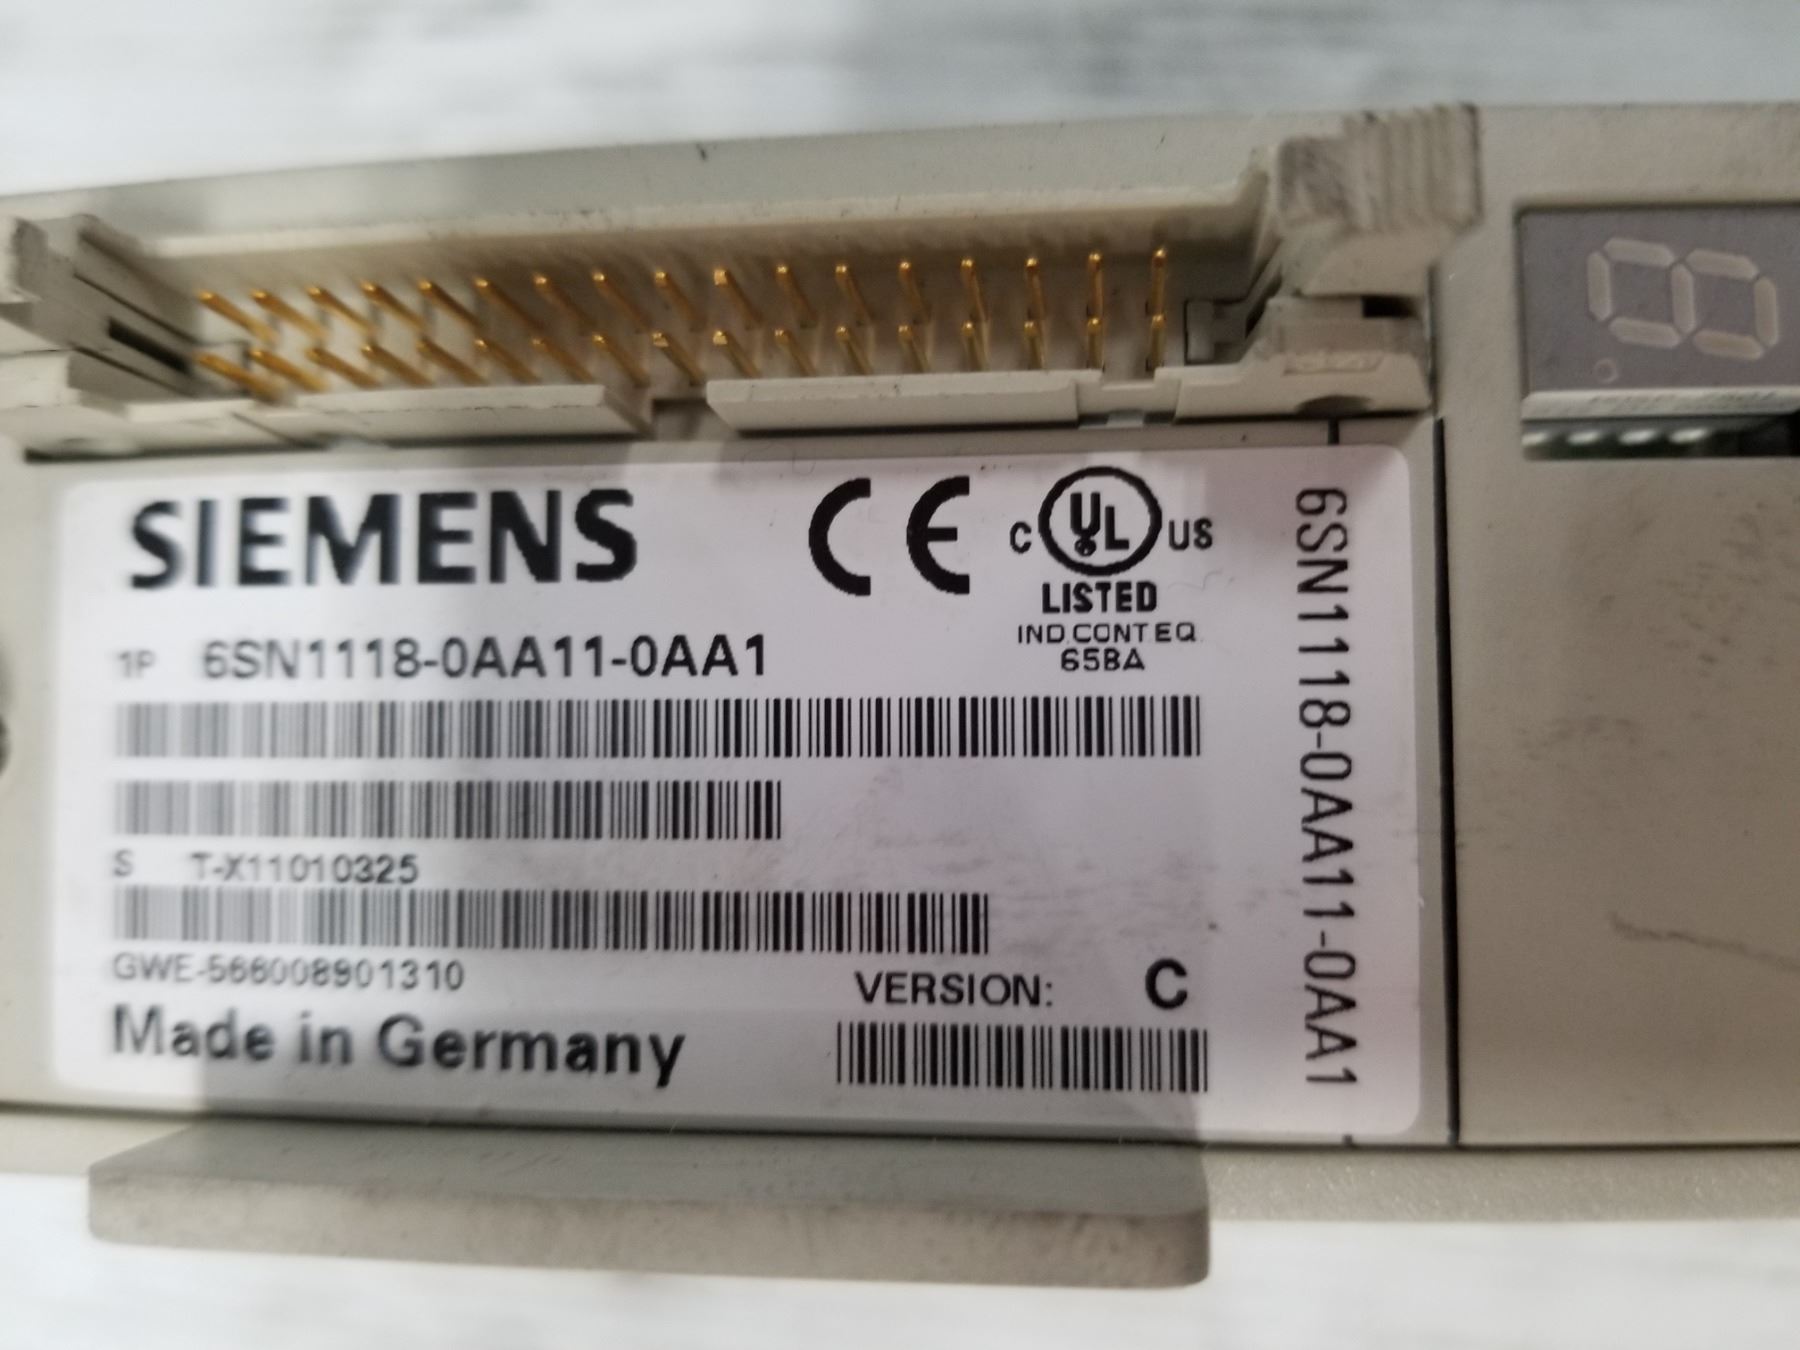 SIEMENS
CE
C UL US
LISTED
IND.CONT.EQ.
65BA
1P 6SN1118-0AA11-0AA1
S T-X11010325
GWE-566008901310
VERSION: C
Made in Germany
6SN1118-0AA11-0AA1